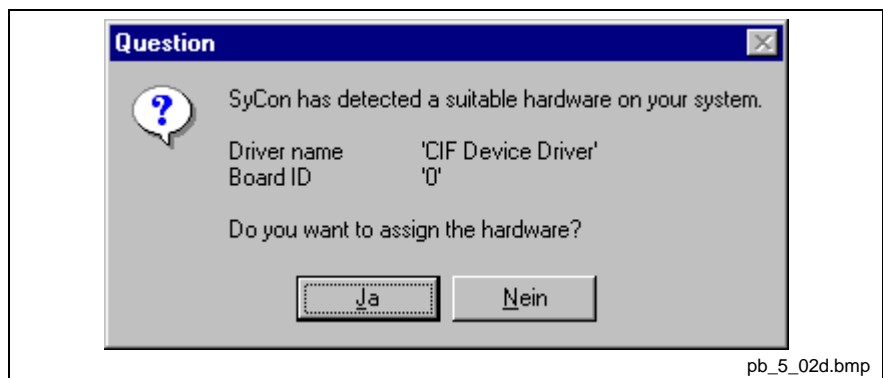 Question
SyCon has detected a suitable hardware on your system.
Driver name 'CIF Device Driver'
Board ID '0'
Do you want to assign the hardware?
Ja Nein
pb_5_02d.bmp